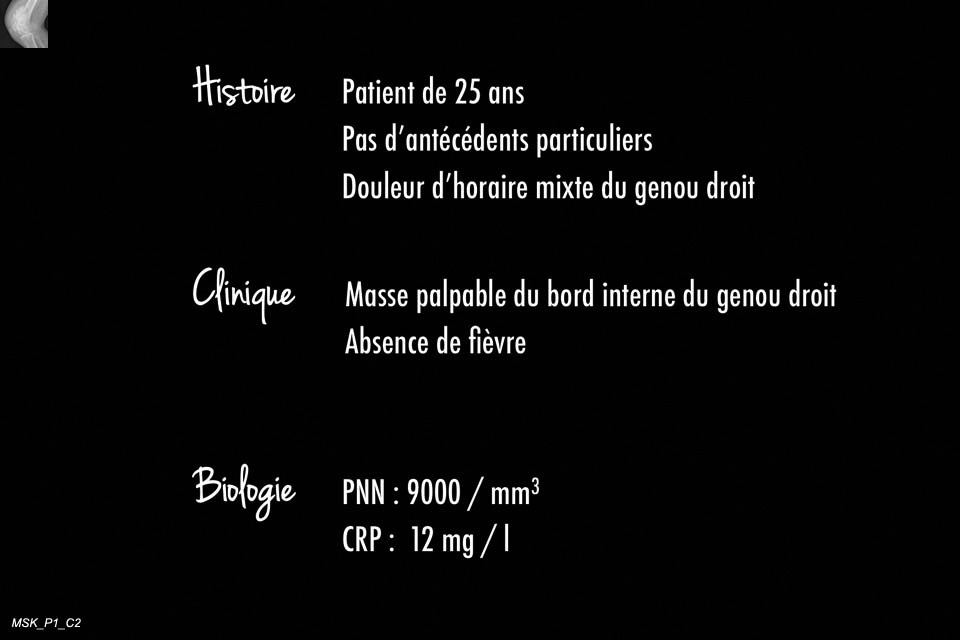 Histoire Patient de 25 ans
Pas d’antécédents particuliers
Douleur d’horaire mixte du genou droit
Clinique Masse palpable du bord interne du genou droit
Absence de fièvre
Biologie PNN : 9000 / mm³
CRP : 12 mg / l
MSK_P1_C2